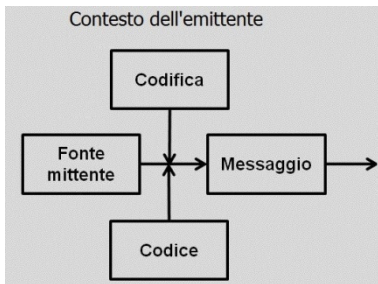 Contesto dell'emittente
Codifica
Fonte
mittente
Messaggio
Codice